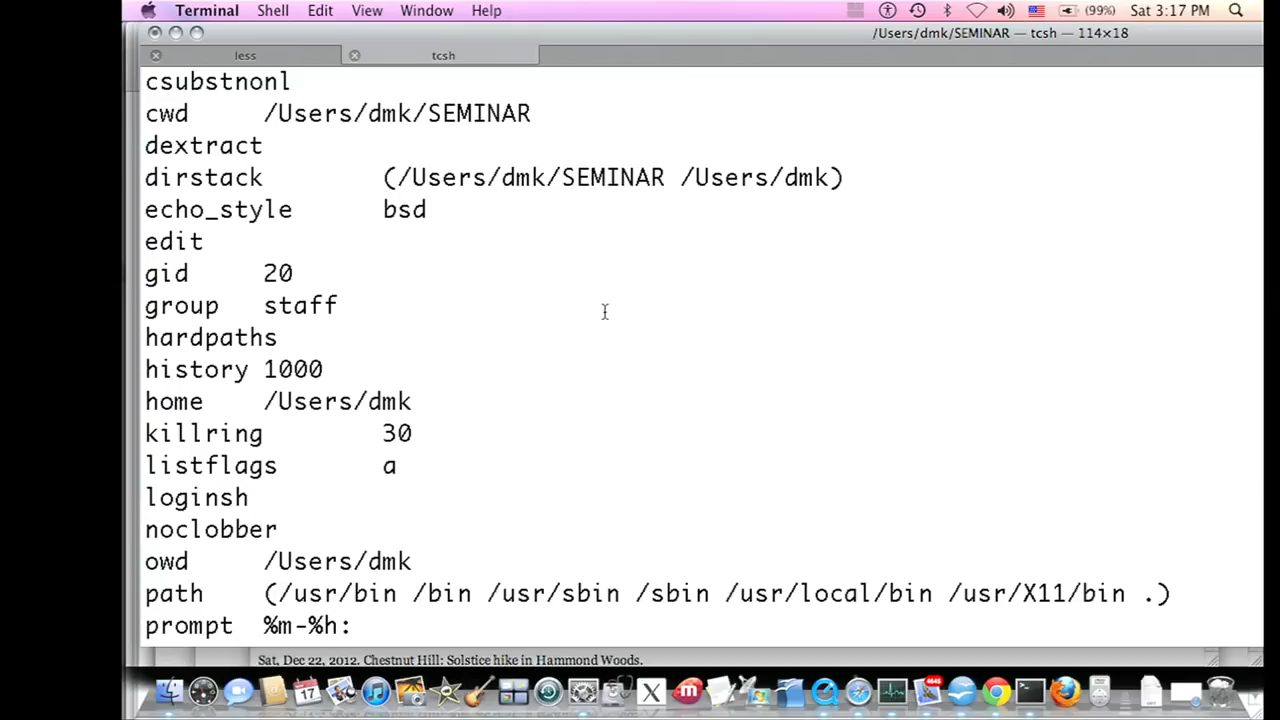 Terminal Shell Edit View Window Help (99%) Sat 3:17 PM
/Users/dmk/SEMINAR — tcsh — 114×18
less tcsh
csubstnonl
cwd /Users/dmk/SEMINAR
dextract
dirstack (/Users/dmk/SEMINAR /Users/dmk)
echo_style bsd
edit
gid 20
group staff
hardpaths
history 1000
home /Users/dmk
killring 30
listflags a
loginsh
noclobber
owd /Users/dmk
path (/usr/bin /bin /usr/sbin /sbin /usr/local/bin /usr/X11/bin .)
prompt %m-%h:
Sat, Dec 22, 2012. Chestnut Hill: Solstice hike in Hammond Woods.
17